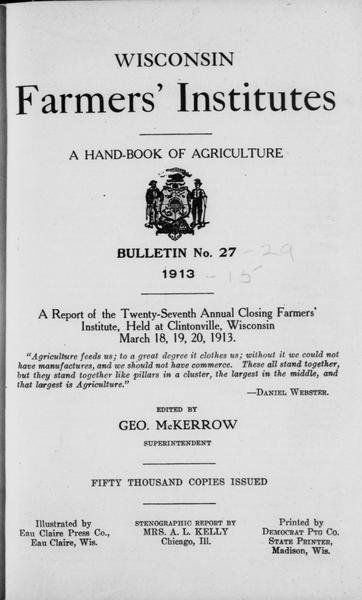 WISCONSIN
Farmers' Institutes
A HAND-BOOK OF AGRICULTURE
BULLETIN No. 27 -29
1913 -15
A Report of the Twenty-Seventh Annual Closing Farmers'
Institute, Held at Clintonville, Wisconsin
March 18, 19, 20, 1913.
"Agriculture feeds us; to a great degree it clothes us; without it we could not
have manufactures, and we should not have commerce. These all stand together,
but they stand together like pillars in a cluster, the largest in the middle, and
that largest is Agriculture."
—DANIEL WEBSTER.
EDITED BY
GEO. McKERROW
SUPERINTENDENT
FIFTY THOUSAND COPIES ISSUED
Illustrated by
Eau Claire Press Co.,
Eau Claire, Wis.
STENOGRAPHIC REPORT BY
MRS. A. L. KELLY
Chicago, Ill.
Printed by
DEMOCRAT PTG CO.
STATE PRINTER,
Madison, Wis.